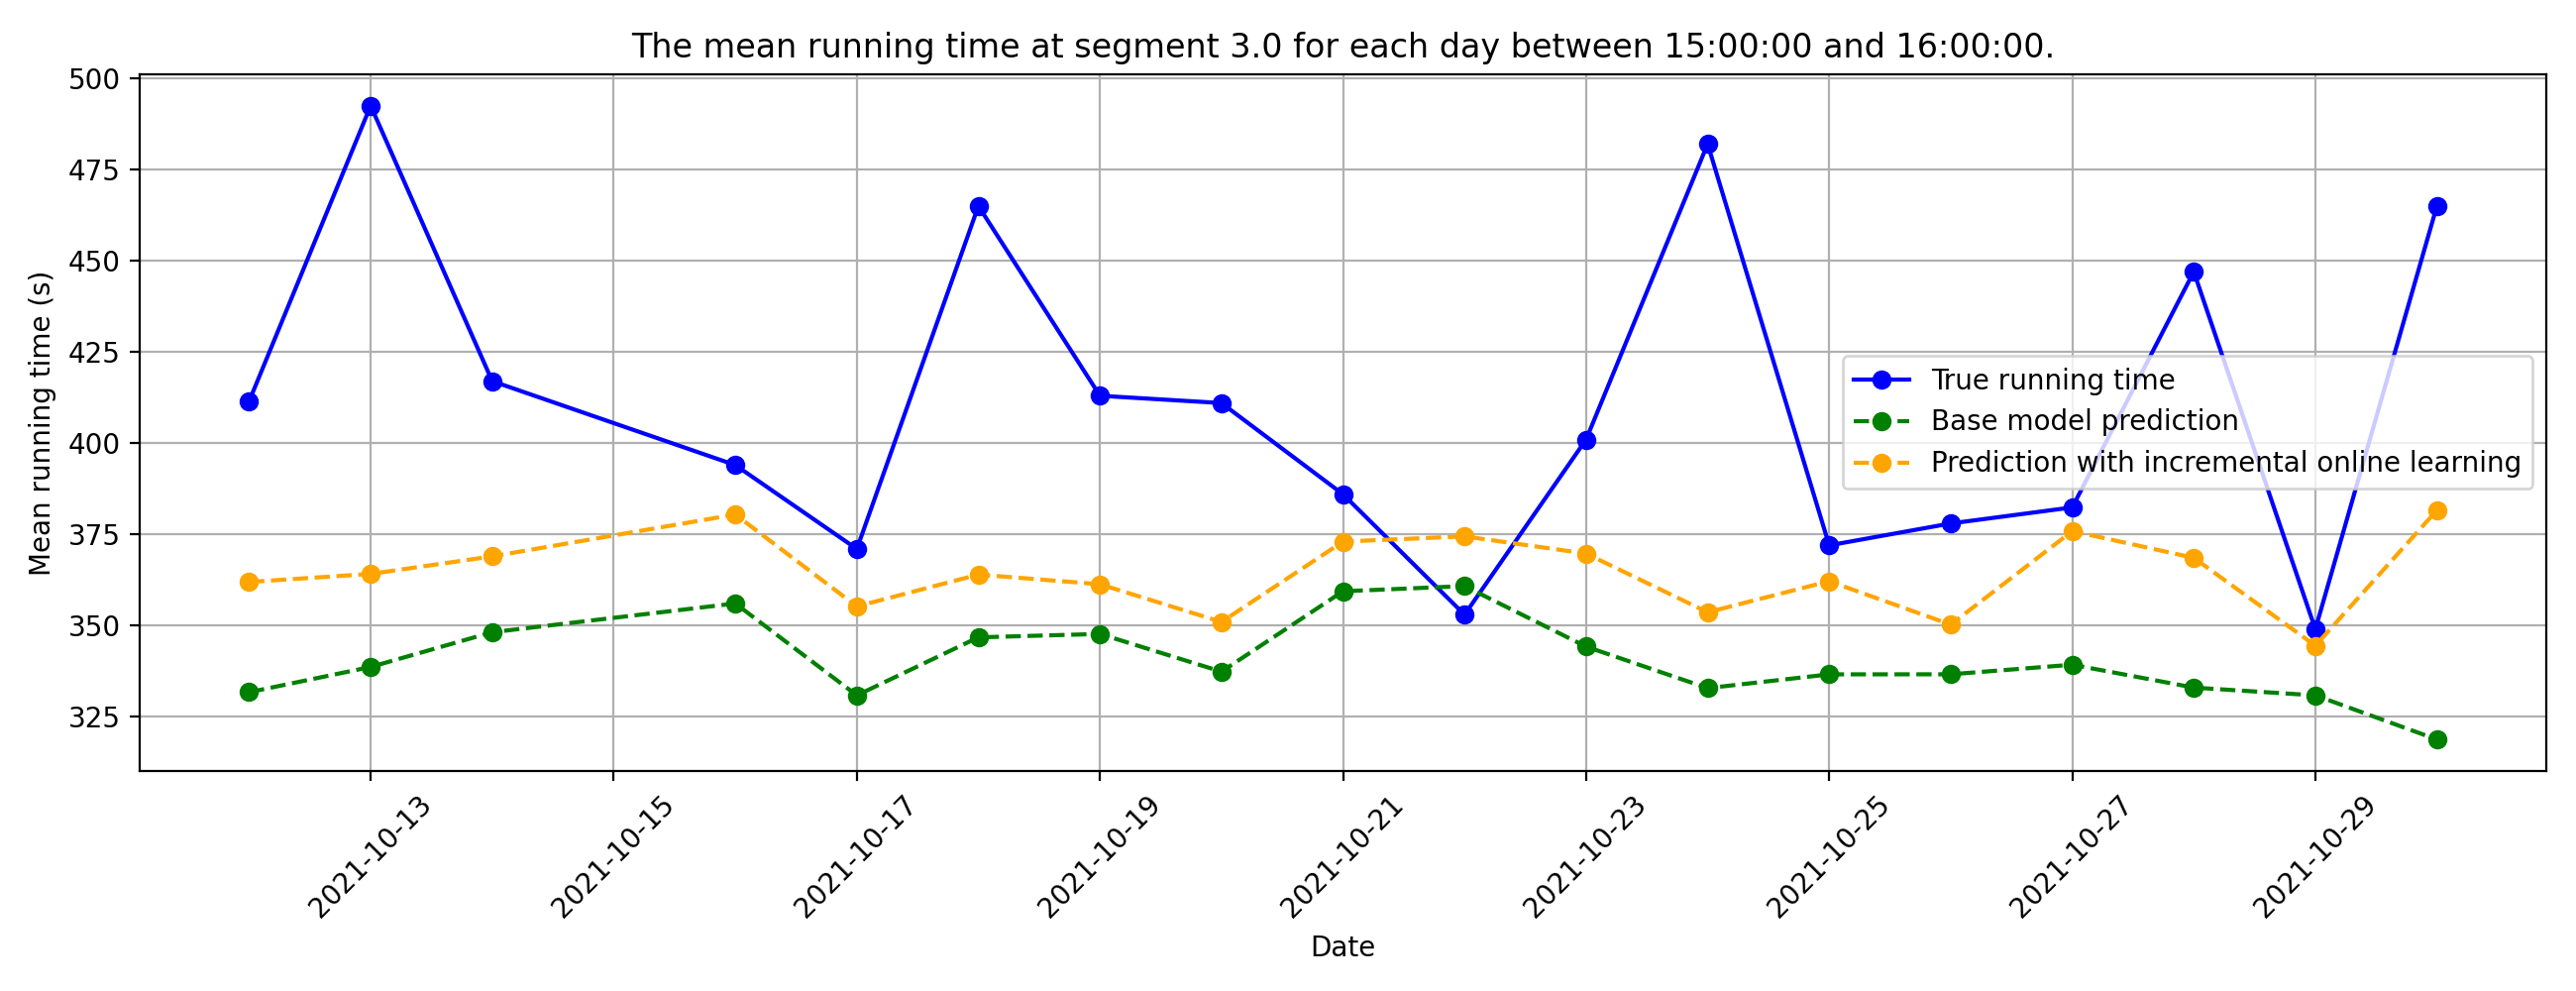 The mean running time at segment 3.0 for each day between 15:00:00 and 16:00:00.
Mean running time (s)
500
475
450
425
400
375
350
325
True running time
Base model prediction
Prediction with incremental online learning
2021-10-13
2021-10-15
2021-10-17
2021-10-19
2021-10-21
2021-10-23
2021-10-25
2021-10-27
2021-10-29
Date